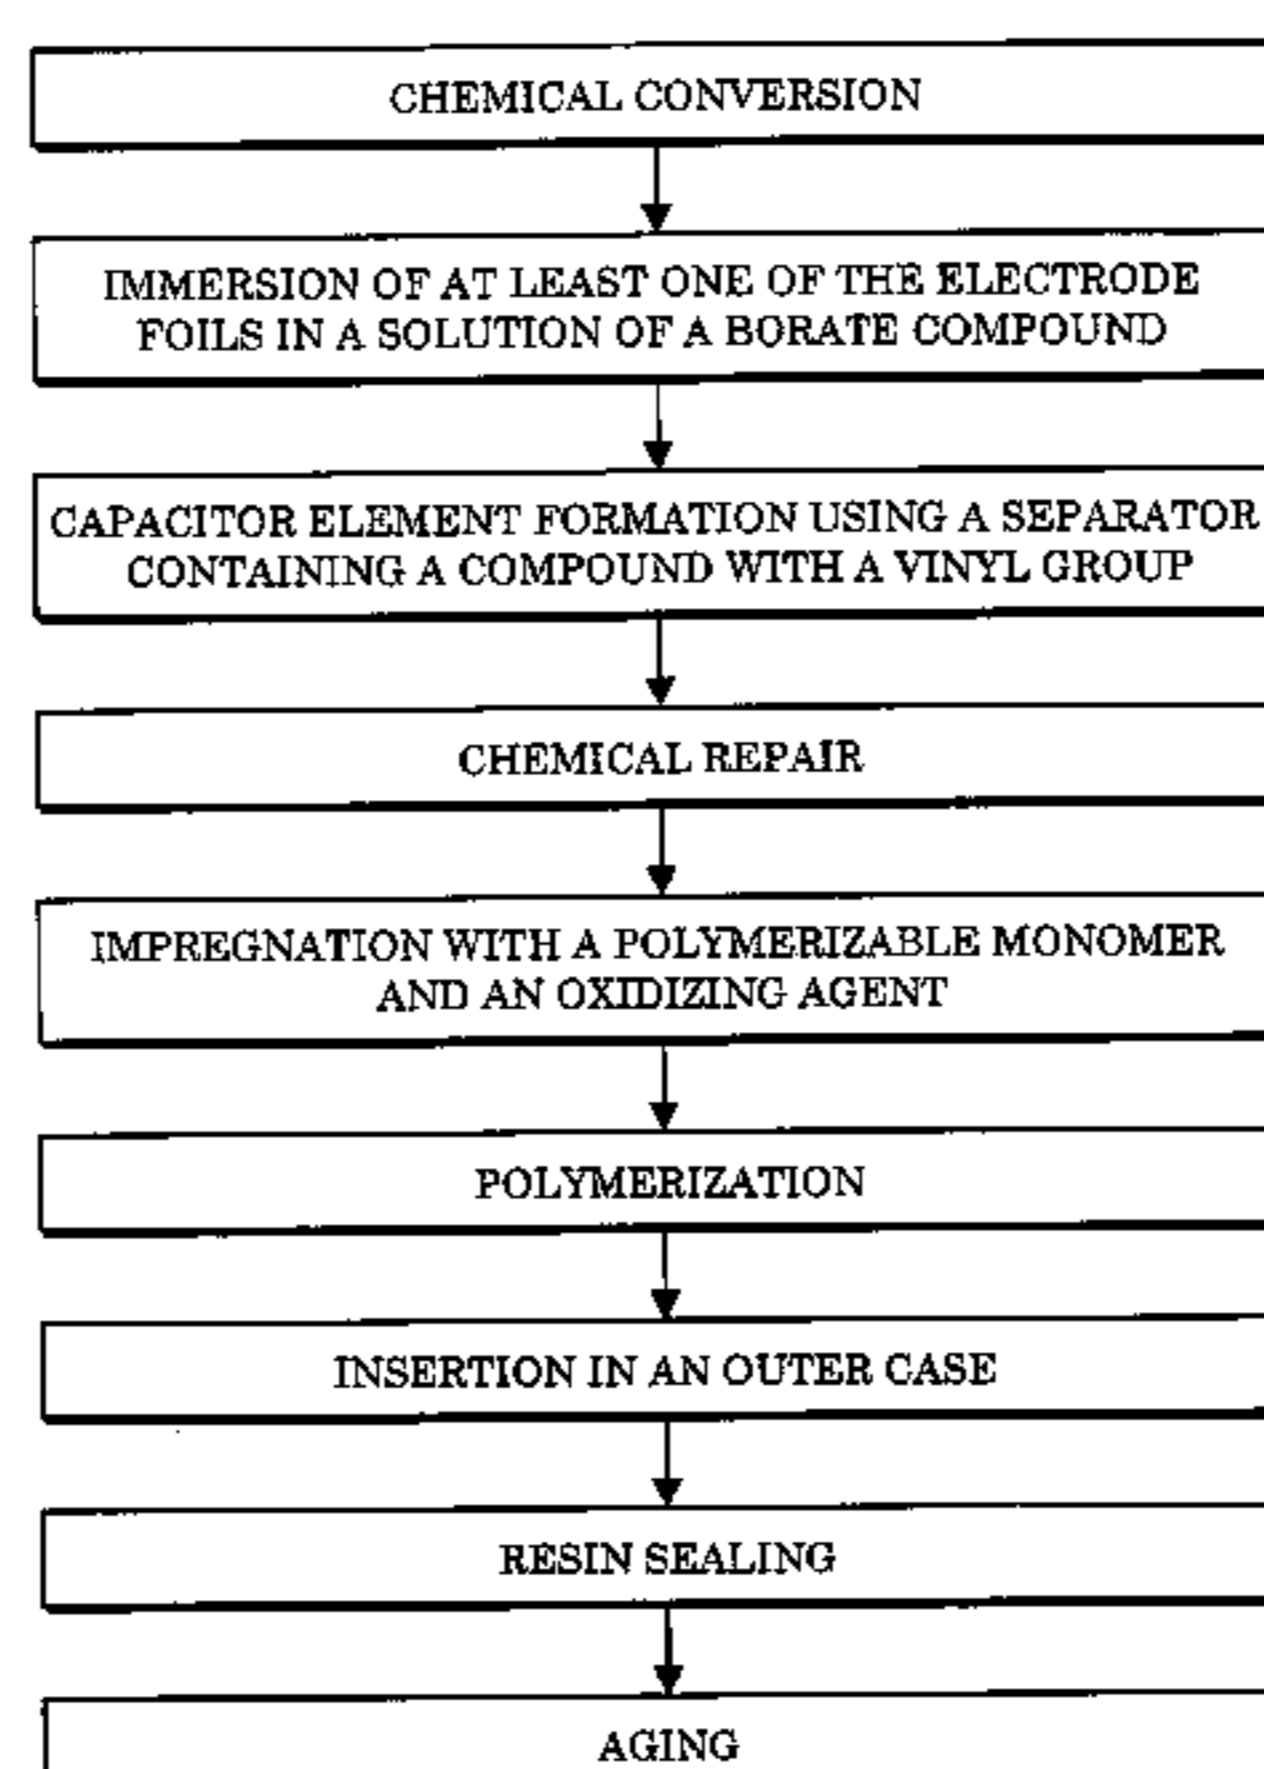 CHEMICAL CONVERSION
IMMERSION OF AT LEAST ONE OF THE ELECTRODE
FOILS IN A SOLUTION OF A BORATE COMPOUND
CAPACITOR ELEMENT FORMATION USING A SEPARATOR
CONTAINING A COMPOUND WITH A VINYL GROUP
CHEMICAL REPAIR
IMPREGNATION WITH A POLYMERIZABLE MONOMER
AND AN OXIDIZING AGENT
POLYMERIZATION
INSERTION IN AN OUTER CASE
RESIN SEALING
AGING